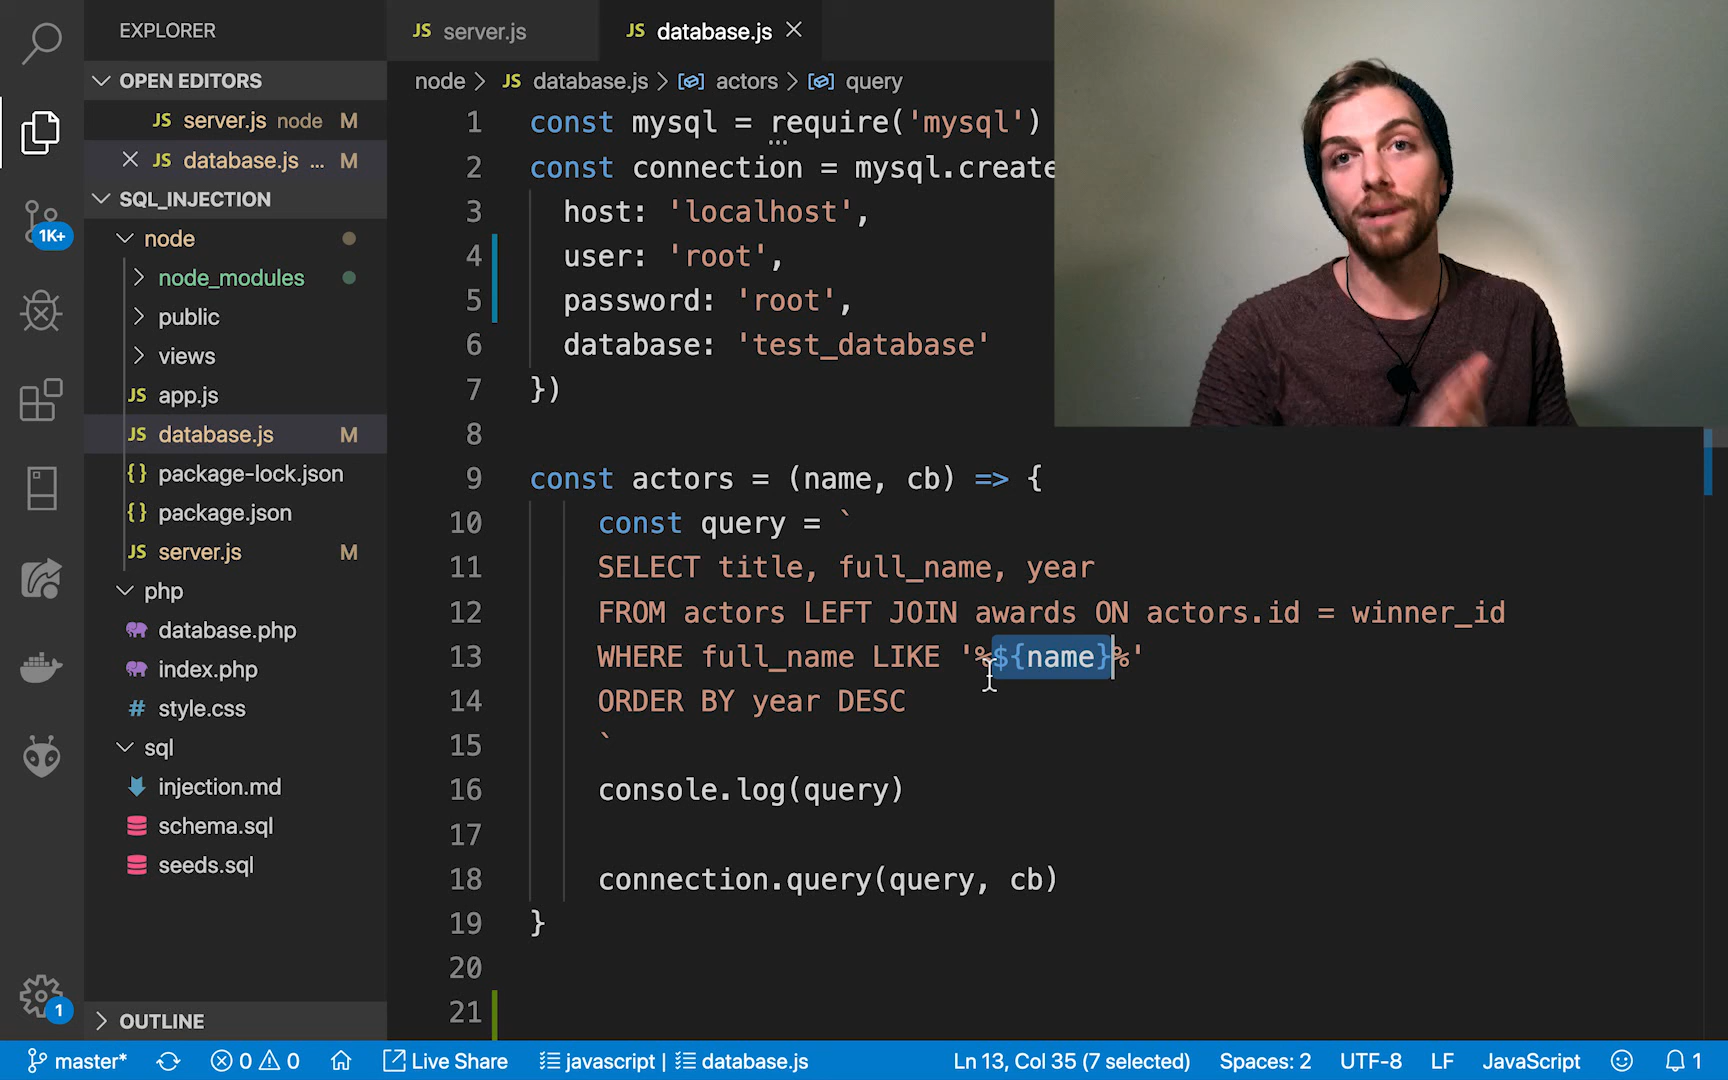 EXPLORER
OPEN EDITORS
JS server.js node M
JS database.js ... M
SQL_INJECTION
node
node_modules
public
views
JS app.js
JS database.js M
{} package-lock.json
{} package.json
JS server.js M
php
database.php
index.php
# style.css
sql
injection.md
schema.sql
seeds.sql
OUTLINE
1K+
1
JS server.js
JS database.js
node > JS database.js > actors > query
1 const mysql = require('mysql')
2 const connection = mysql.create
3 host: 'localhost',
4 user: 'root',
5 password: 'root',
6 database: 'test_database'
7 })
8
9 const actors = (name, cb) => {
10 const query = `
11 SELECT title, full_name, year
12 FROM actors LEFT JOIN awards ON actors.id = winner_id
13 WHERE full_name LIKE '%${name}%'
14 ORDER BY year DESC
15 `
16 console.log(query)
17
18 connection.query(query, cb)
19 }
20
21
master* 0 0 Live Share javascript | database.js Ln 13, Col 35 (7 selected) Spaces: 2 UTF-8 LF JavaScript 1